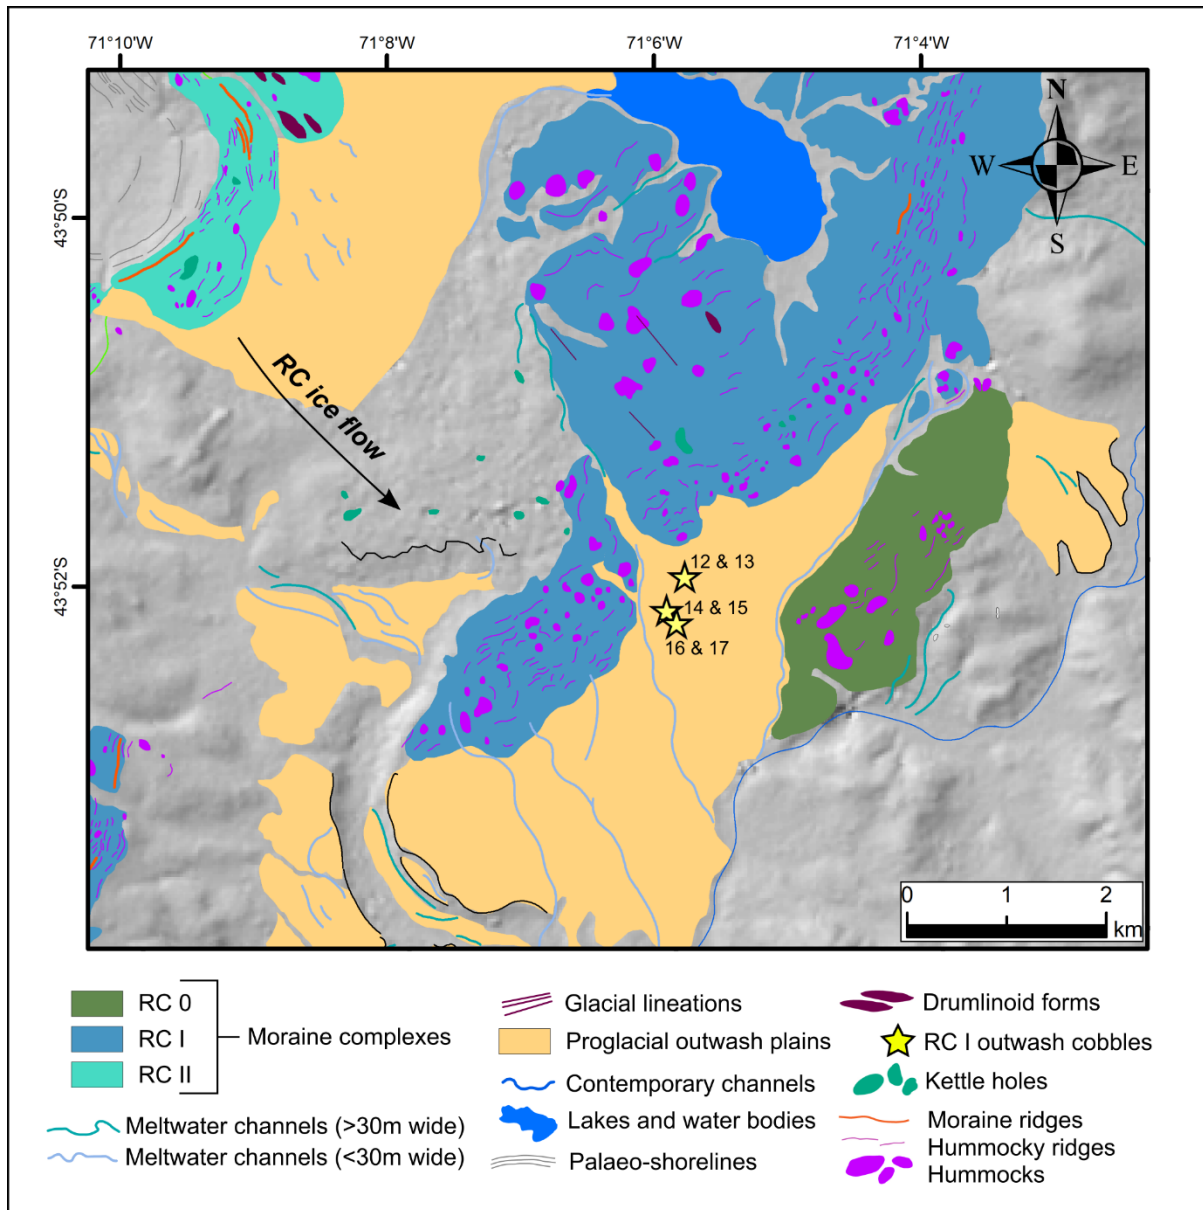 71°10'W
71°8'W
71°6'W
71°4'W
N
W
E
S
43°50'S
RC ice flow
43°52'S
12 & 13
14 & 15
16 & 17
0
1
2
km
RC 0
RC I
RC II
Moraine complexes
Meltwater channels (>30m wide)
Meltwater channels (<30m wide)
Glacial lineations
Proglacial outwash plains
Contemporary channels
Lakes and water bodies
Palaeo-shorelines
Drumlinoid forms
RC I outwash cobbles
Kettle holes
Moraine ridges
Hummocky ridges
Hummocks